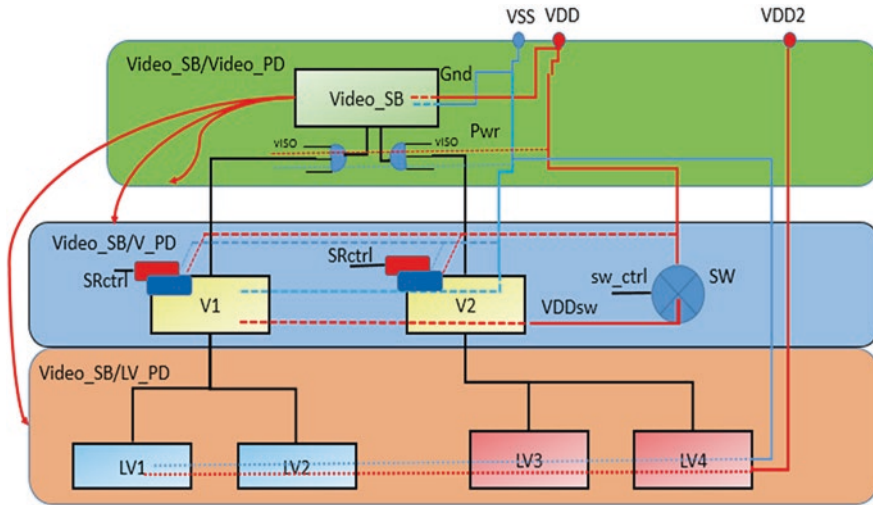 VSS
VDD
VDD2
Video_SB/Video_PD
Gnd
Video_SB
Pwr
VISO
VISO
Video_SB/V_PD
SRctrl
SRctrl
sw_ctrl
SW
V1
V2
VDDsw
Video_SB/LV_PD
LV1
LV2
LV3
LV4